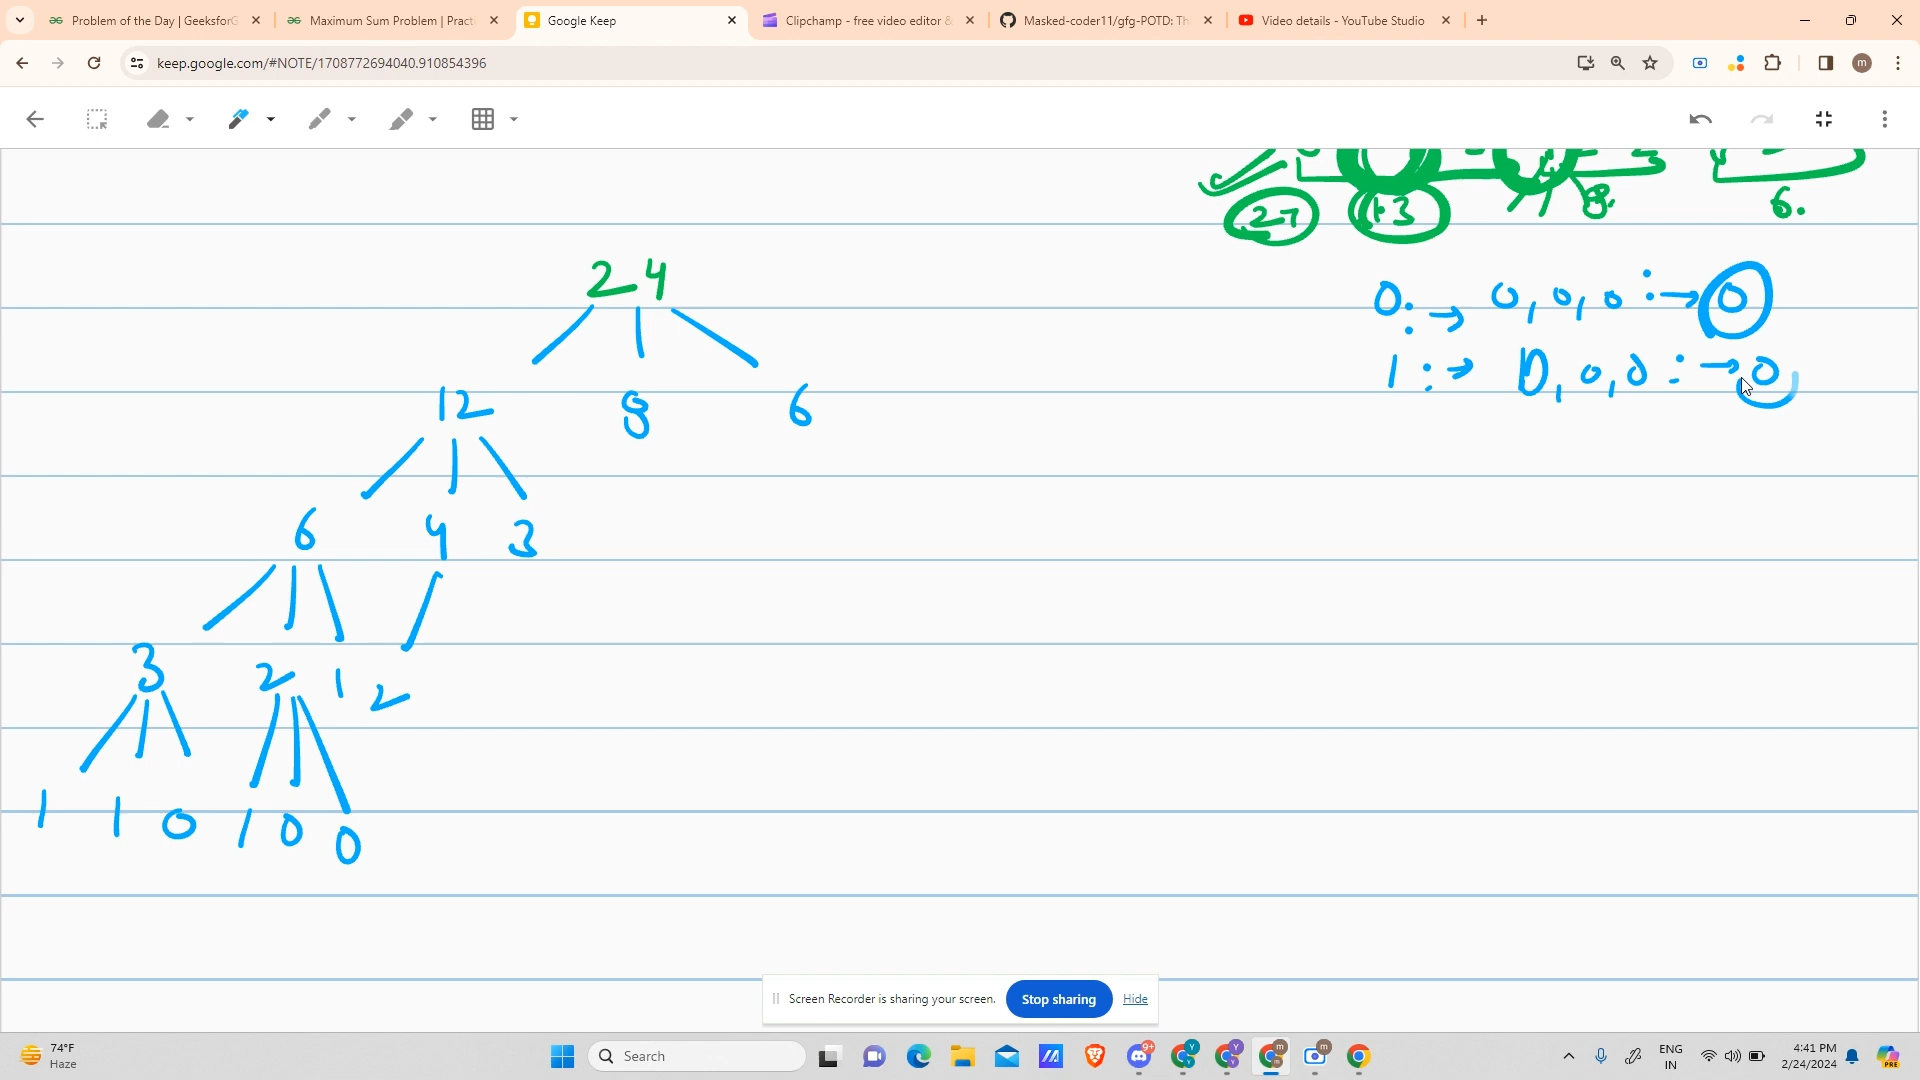 Problem of the Day | GeeksforG
Maximum Sum Problem | Practi
Google Keep
Clipchamp - free video editor &
Masked-coder11/gfg-POTD: Th
Video details - YouTube Studio
keep.google.com/#NOTE/1708772694040.910854396
m
27 +3 8. 6.
24
0: → 0, 0, 0 : → 0
1 : → 0, 0, 0 : → 0
12 8 6
6 4 3
3 2 1 2
1 1 0 1 0 0
Screen Recorder is sharing your screen. Stop sharing Hide
74°F
Haze
Search
9+
Y
Y
m
m
ENG
IN
4:41 PM
2/24/2024
PRE